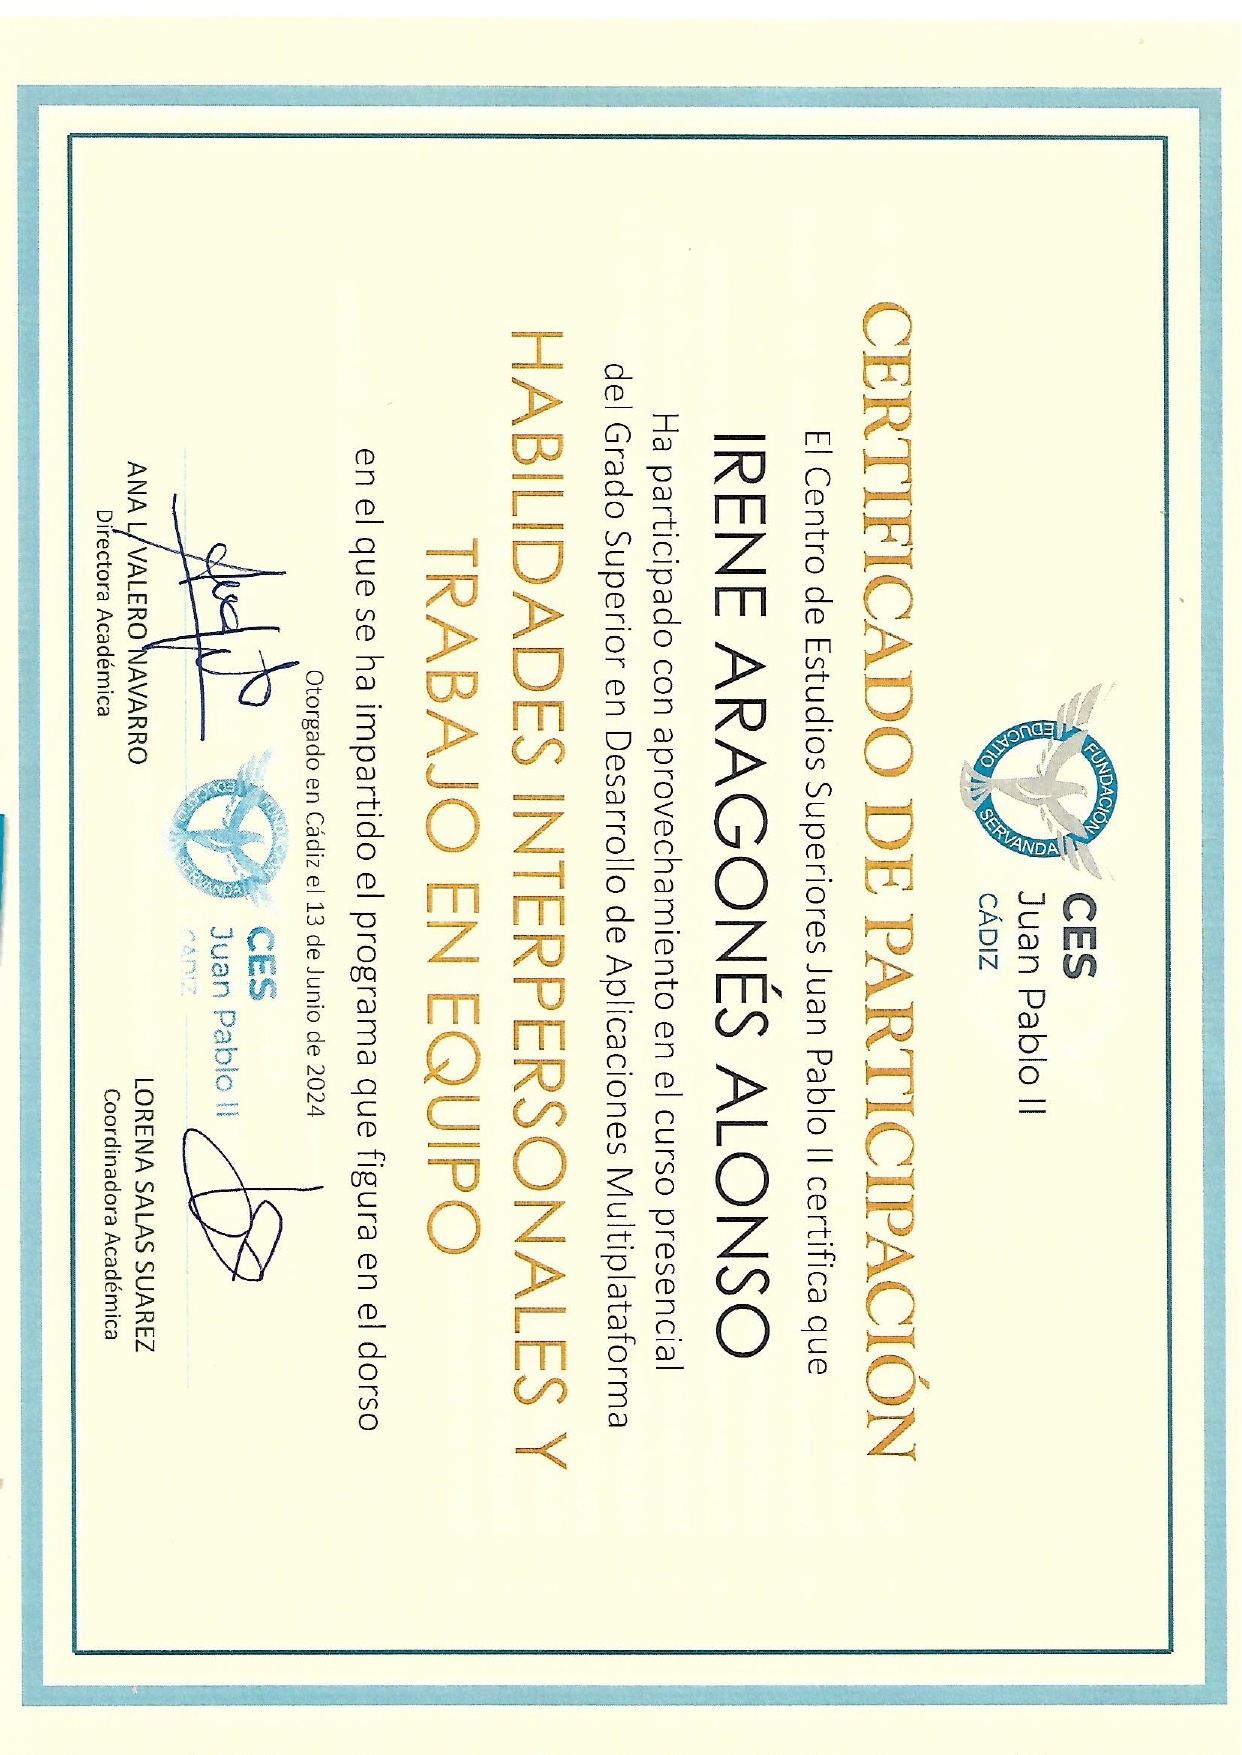 FUNDACIÓN EDUCATIO SERVANDA
CES
Juan Pablo II
CÁDIZ
CERTIFICADO DE PARTICIPACIÓN
El Centro de Estudios Superiores Juan Pablo II certifica que
IRENE ARAGONÉS ALONSO
Ha participado con aprovechamiento en el curso presencial
del Grado Superior en Desarrollo de Aplicaciones Multiplataforma
HABILIDADES INTERPERSONALES Y
TRABAJO EN EQUIPO
en el que se ha impartido el programa que figura en el dorso
Otorgado en Cádiz el 13 de Junio de 2024
FUNDACIÓN EDUCATIO SERVANDA
CES
Juan Pablo II
CÁDIZ
ANA L VALERO NAVARRO
Directora Académica
LORENA SALAS SUAREZ
Coordinadora Académica